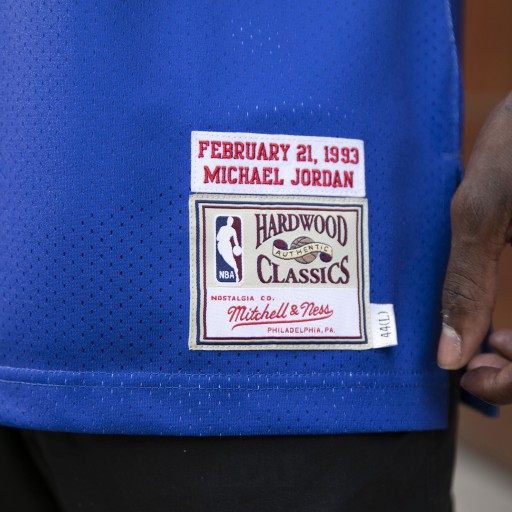 FEBRUARY 21, 1993
MICHAEL JORDAN
HARDWOOD
AUTHENTIC
CLASSICS
NBA
NOSTALGIA CO.
Mitchell & Ness
PHILADELPHIA, PA.
44(L)